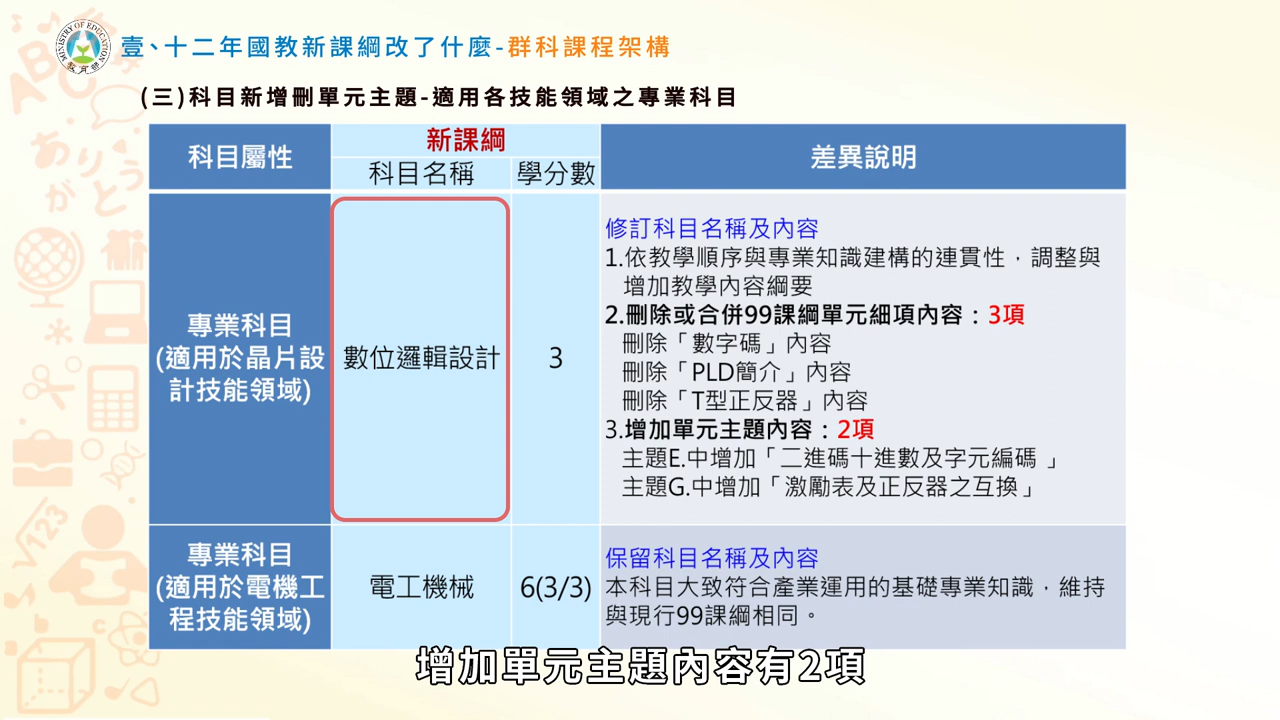 MINISTRY OF EDUCATION
教育部
壹、十二年國教新課綱改了什麼-群科課程架構
(三)科目新增刪單元主題-適用各技能領域之專業科目
科目屬性
新課綱
科目名稱
學分數
差異說明
專業科目
(適用於晶片設
計技能領域)
數位邏輯設計
3
修訂科目名稱及內容
1.依教學順序與專業知識建構的連貫性，調整與
增加教學內容綱要
2.刪除或合併99課綱單元細項內容：3項
刪除「數字碼」內容
刪除「PLD簡介」內容
刪除「T型正反器」內容
3.增加單元主題內容：2項
主題E.中增加「二進碼十進數及字元編碼 」
主題G.中增加「激勵表及正反器之互換」
專業科目
(適用於電機工
程技能領域)
電工機械
6(3/3)
保留科目名稱及內容
本科目大致符合產業運用的基礎專業知識，維持
與現行99課綱相同。
增加單元主題內容有2項